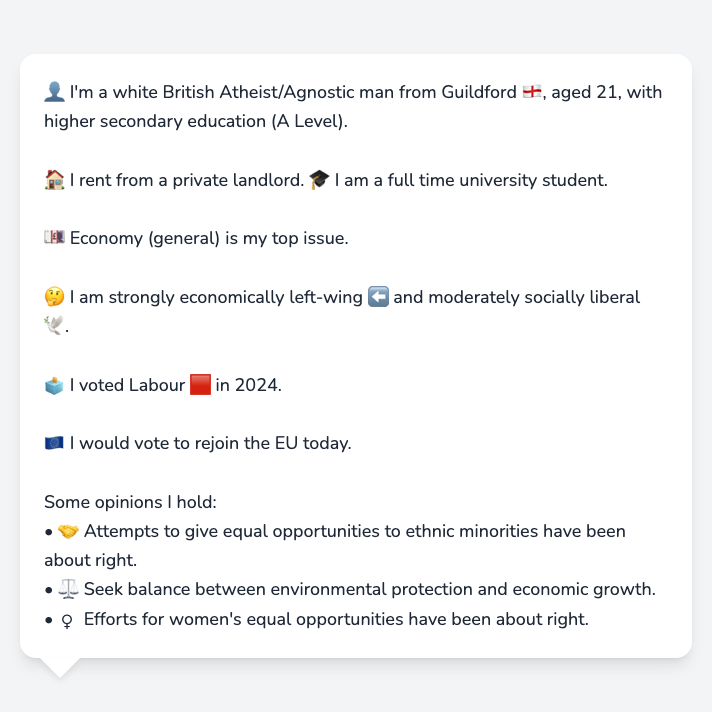 👤 I'm a white British Atheist/Agnostic man from Guildford 🏴󠁧󠁢󠁥󠁮󠁧󠁿, aged 21, with
higher secondary education (A Level).
🏠 I rent from a private landlord. 🎓 I am a full time university student.
💷 Economy (general) is my top issue.
🤔 I am strongly economically left-wing ⬅️ and moderately socially liberal
🕊️.
🗳️ I voted Labour 🟥 in 2024.
🇪🇺 I would vote to rejoin the EU today.
Some opinions I hold:
• 🤝 Attempts to give equal opportunities to ethnic minorities have been
about right.
• ⚖️ Seek balance between environmental protection and economic growth.
• ♀ Efforts for women's equal opportunities have been about right.